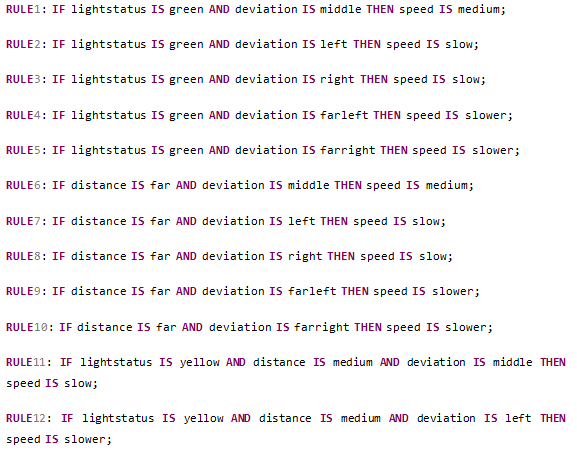 RULE1: IF lightstatus IS green AND deviation IS middle THEN speed IS medium;
RULE2: IF lightstatus IS green AND deviation IS left THEN speed IS slow;
RULE3: IF lightstatus IS green AND deviation IS right THEN speed IS slow;
RULE4: IF lightstatus IS green AND deviation IS farleft THEN speed IS slower;
RULE5: IF lightstatus IS green AND deviation IS farright THEN speed IS slower;
RULE6: IF distance IS far AND deviation IS middle THEN speed IS medium;
RULE7: IF distance IS far AND deviation IS left THEN speed IS slow;
RULE8: IF distance IS far AND deviation IS right THEN speed IS slow;
RULE9: IF distance IS far AND deviation IS farleft THEN speed IS slower;
RULE10: IF distance IS far AND deviation IS farright THEN speed IS slower;
RULE11: IF lightstatus IS yellow AND distance IS medium AND deviation IS middle THEN
speed IS slow;
RULE12: IF lightstatus IS yellow AND distance IS medium AND deviation IS left THEN
speed IS slower;